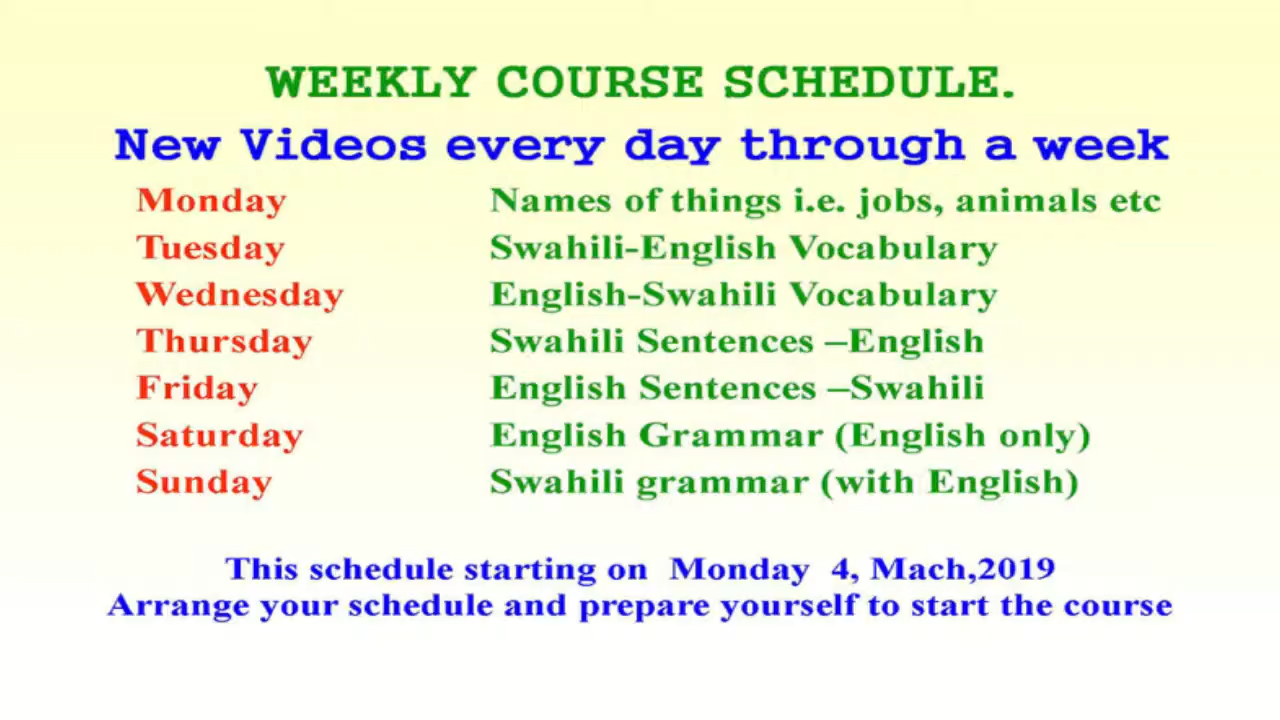 WEEKLY COURSE SCHEDULE.
New Videos every day through a week
Monday Names of things i.e. jobs, animals etc
Tuesday Swahili-English Vocabulary
Wednesday English-Swahili Vocabulary
Thursday Swahili Sentences –English
Friday English Sentences –Swahili
Saturday English Grammar (English only)
Sunday Swahili grammar (with English)
This schedule starting on Monday 4, Mach,2019
Arrange your schedule and prepare yourself to start the course